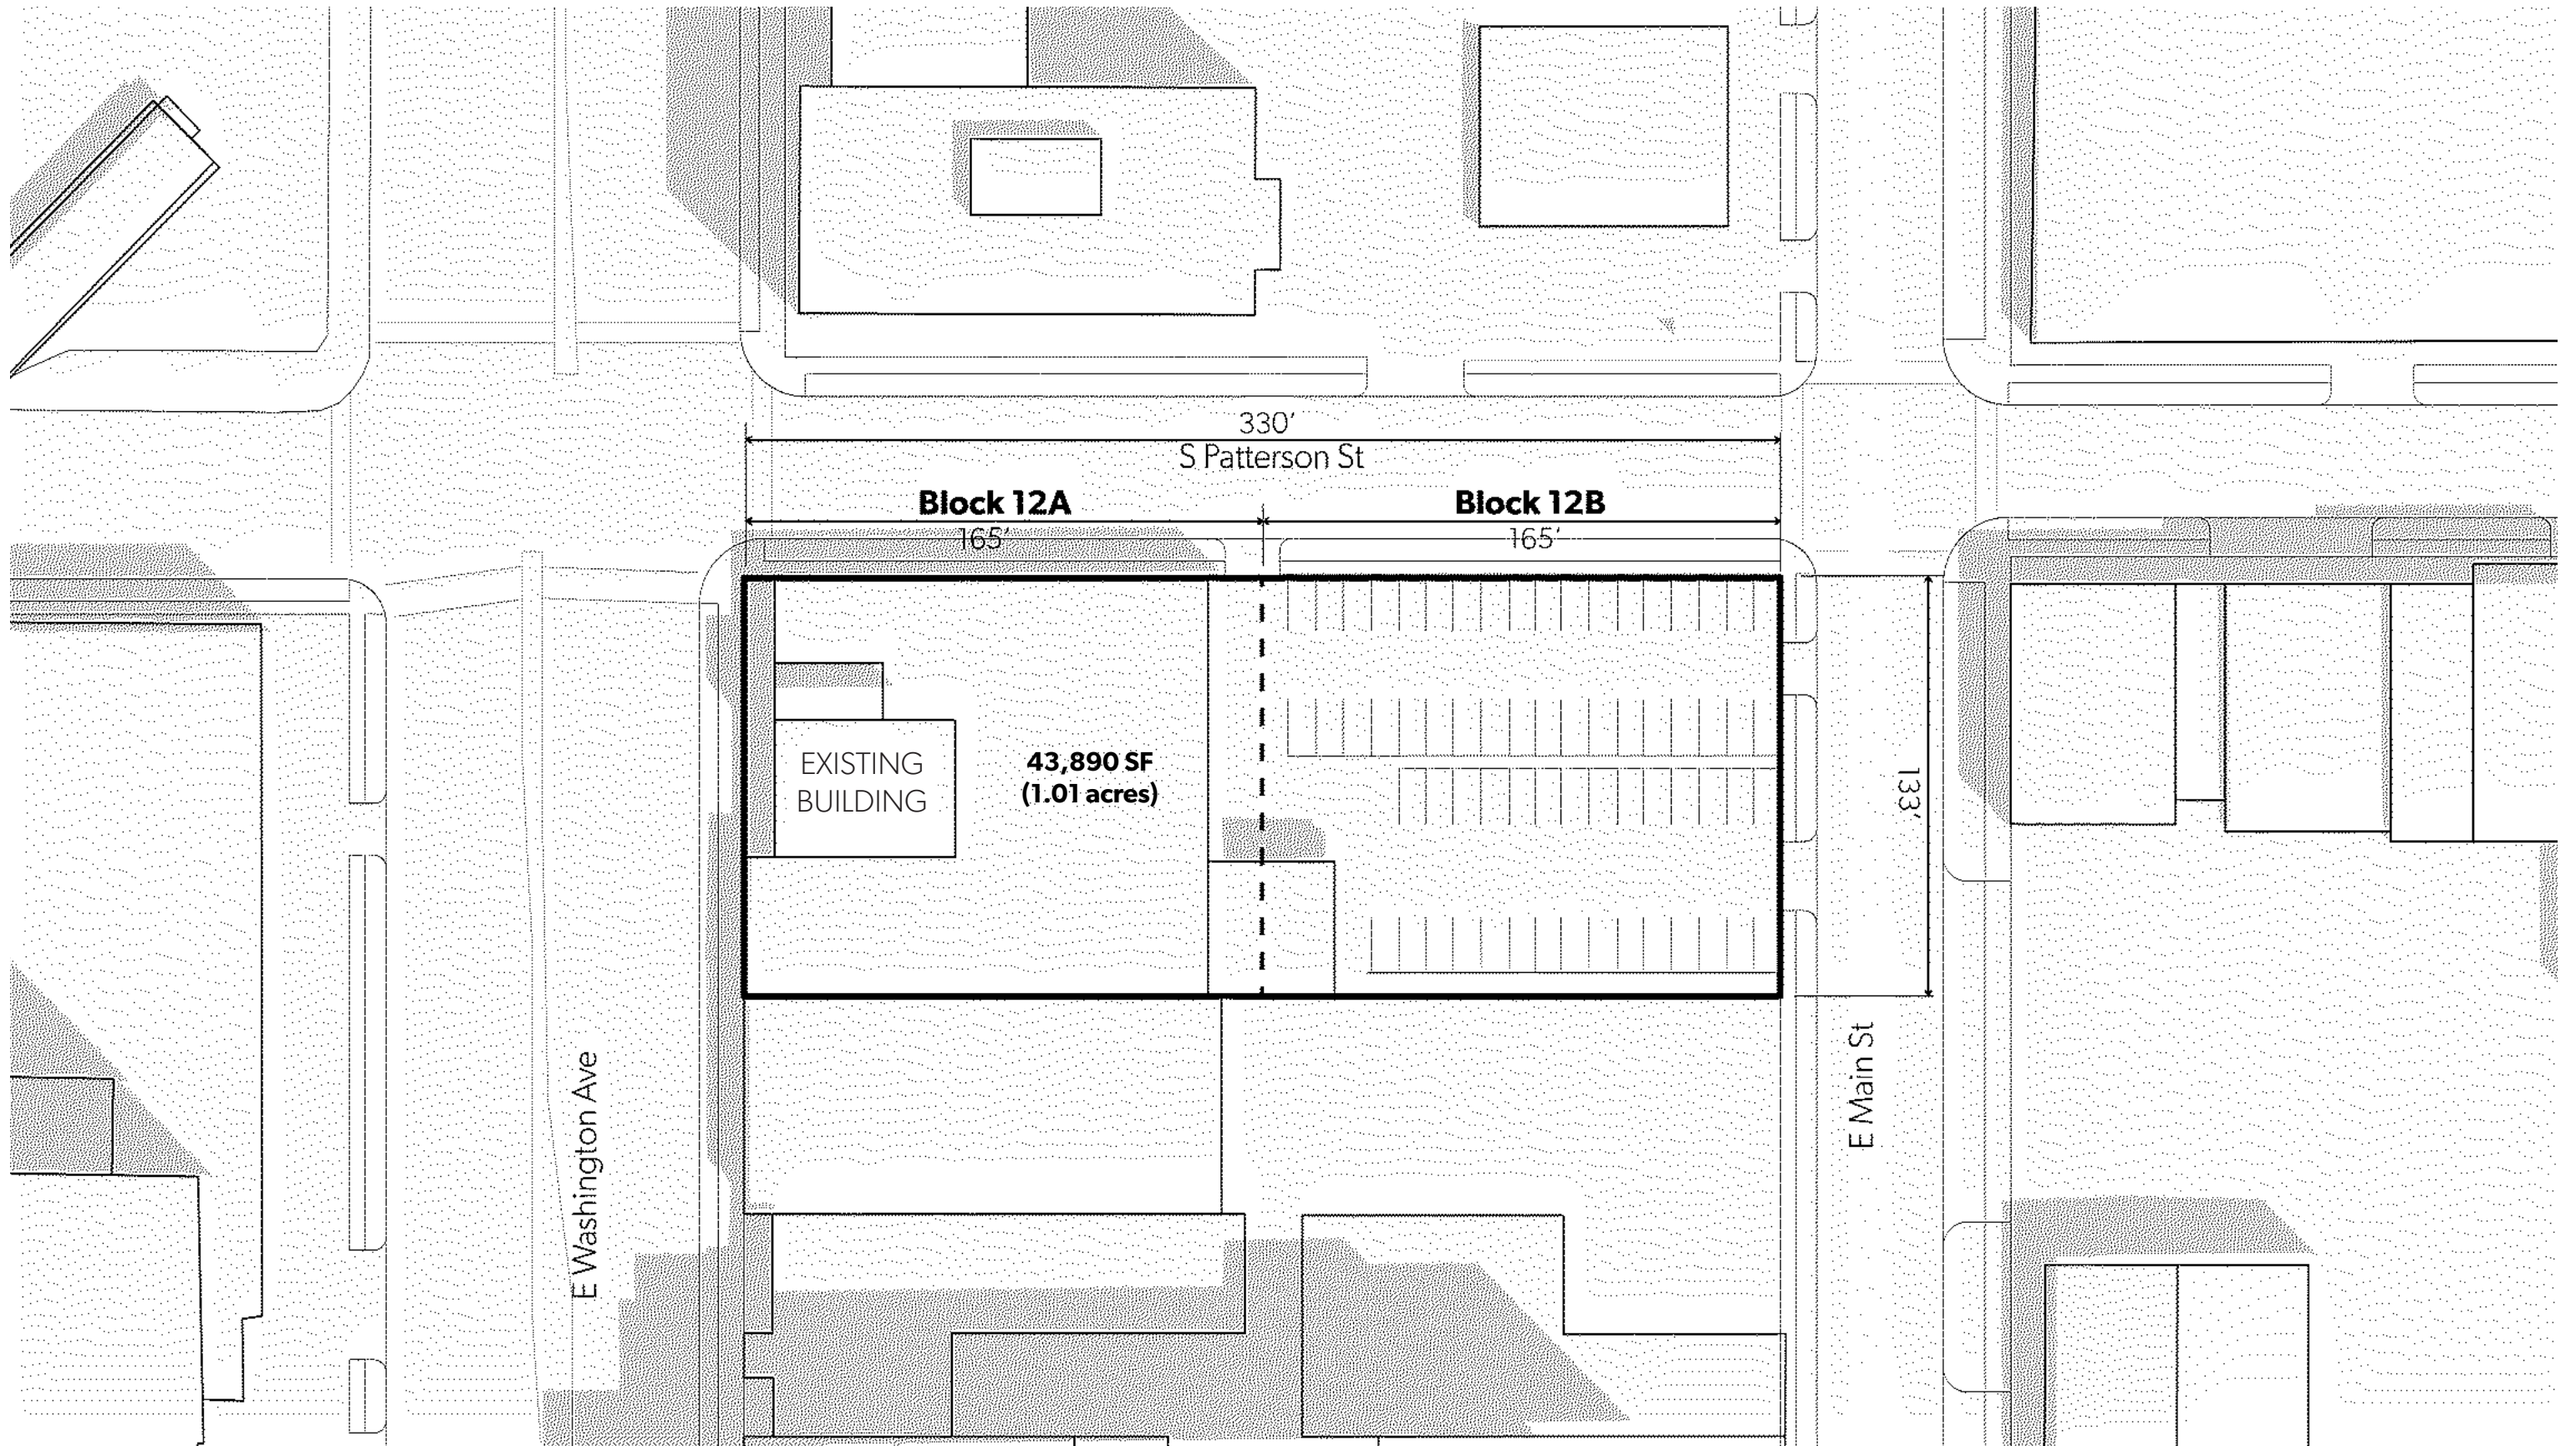 330’
S Patterson St
Block 12A
Block 12B
165’
165’
EXISTING
BUILDING
43,890 SF
(1.01 acres)
133’
E Washington Ave
E Main St